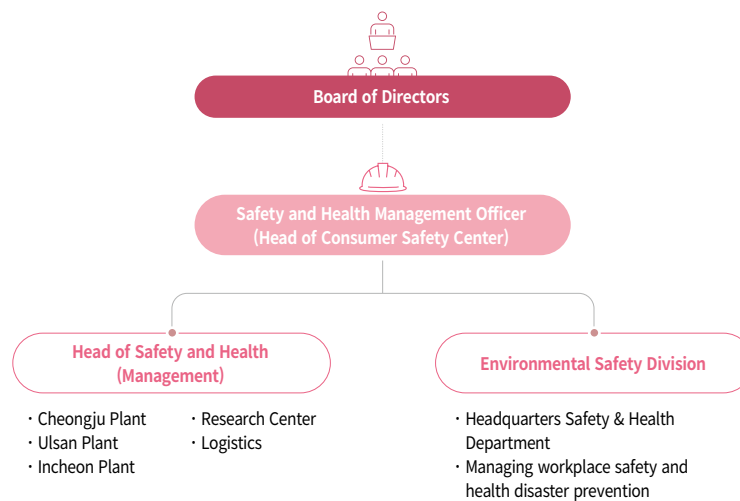 Board of Directors
Safety and Health Management Officer
(Head of Consumer Safety Center)
Head of Safety and Health
(Management)
· Cheongju Plant
· Ulsan Plant
· Incheon Plant
· Research Center
· Logistics
Environmental Safety Division
· Headquarters Safety & Health
Department
· Managing workplace safety and
health disaster prevention